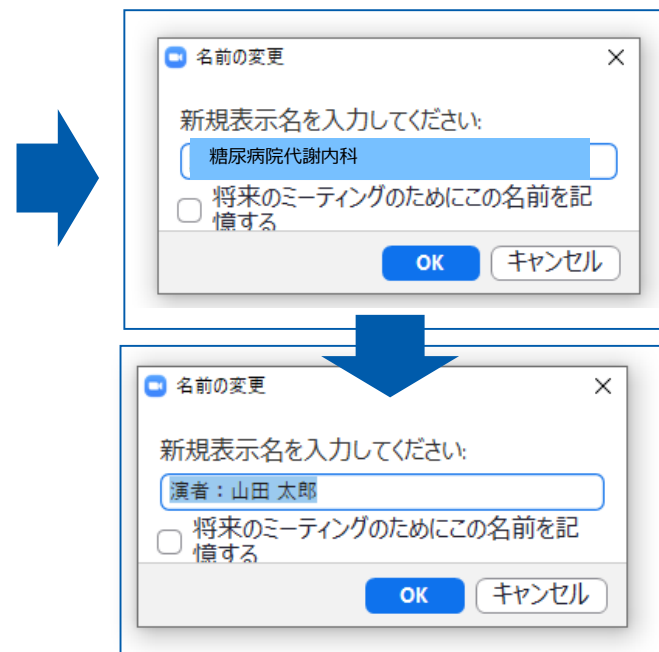 名前の変更
新規表示名を入力してください:
糖尿病院代謝内科
将来のミーティングのためにこの名前を記
憶する
OK
キャンセル
名前の変更
新規表示名を入力してください:
演者：山田 太郎
将来のミーティングのためにこの名前を記
憶する
OK
キャンセル